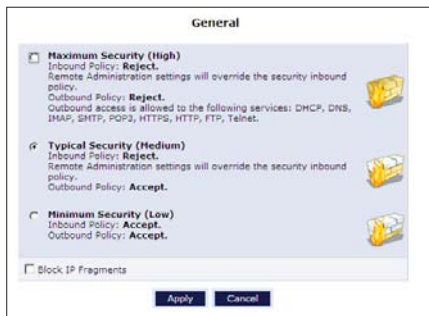 General
Maximum Security (High)
Inbound Policy: Reject.
Remote Administration settings will override the security inbound
policy.
Outbound Policy: Reject.
Outbound access is allowed to the following services: DHCP, DNS,
IMAP, SMTP, POP3, HTTPS, HTTP, FTP, Telnet.
Typical Security (Medium)
Inbound Policy: Reject.
Remote Administration settings will override the security inbound
policy.
Outbound Policy: Accept.
Minimum Security (Low)
Inbound Policy: Accept.
Outbound Policy: Accept.
Block IP Fragments
Apply Cancel